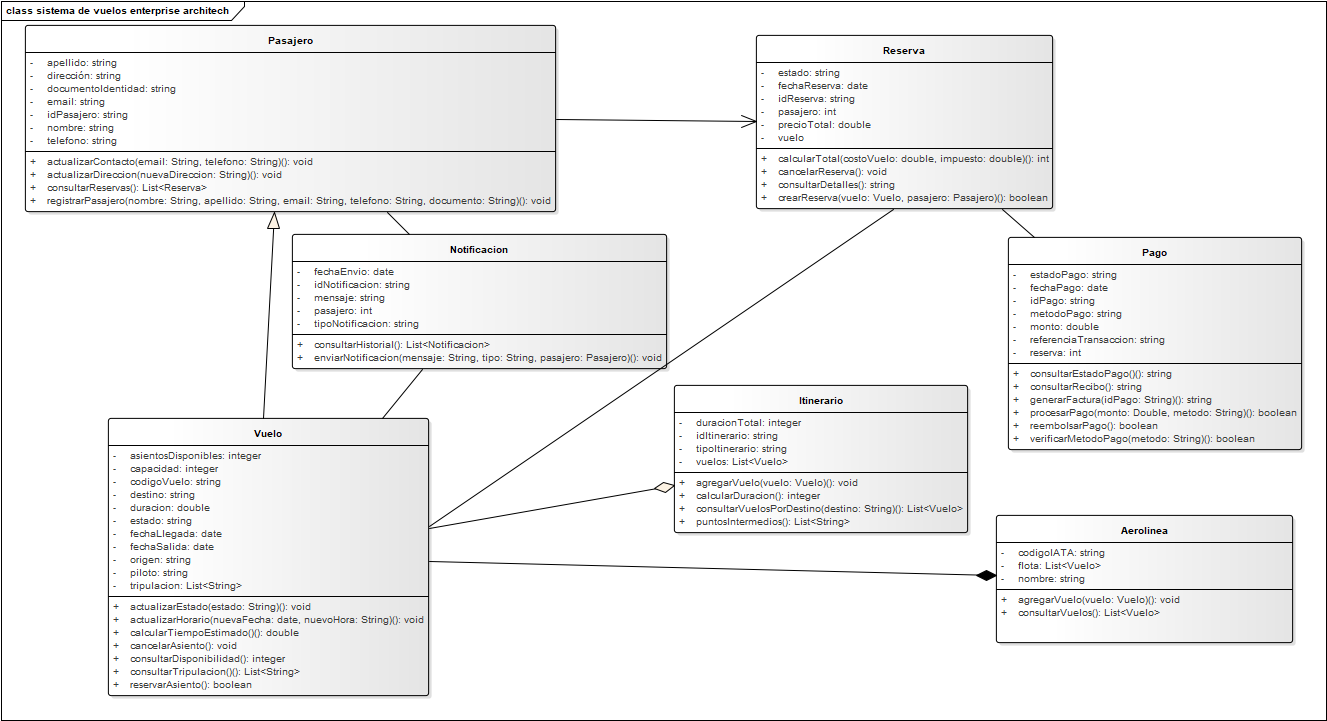 class sistema de vuelos enterprise architech
Pasajero
- apellido: string
- dirección: string
- documentoIdentidad: string
- email: string
- idPasajero: string
- nombre: string
- telefono: string
+ actualizarContacto(email: String, telefono: String)(): void
+ actualizarDireccion(nuevaDireccion: String)(): void
+ consultarReservas(): List<Reserva>
+ registrarPasajero(nombre: String, apellido: String, email: String, telefono: String, documento: String)(): void
Reserva
- estado: string
- fechaReserva: date
- idReserva: string
- pasajero: int
- precioTotal: double
- vuelo
+ calcularTotal(costoVuelo: double, impuesto: double)(): int
+ cancelarReserva(): void
+ consultarDetalles(): string
+ crearReserva(vuelo: Vuelo, pasajero: Pasajero)(): boolean
Notificacion
- fechaEnvio: date
- idNotificacion: string
- mensaje: string
- pasajero: int
- tipoNotificacion: string
+ consultarHistorial(): List<Notificacion>
+ enviarNotificacion(mensaje: String, tipo: String, pasajero: Pasajero)(): void
Pago
- estadoPago: string
- fechaPago: date
- idPago: string
- metodoPago: string
- monto: double
- referenciaTransaccion: string
- reserva: int
+ consultarEstadoPago()(): string
+ consultarRecibo(): string
+ generarFactura(idPago: String)(): string
+ procesarPago(monto: Double, metodo: String)(): boolean
+ reembolsarPago(): boolean
+ verificarMetodoPago(metodo: String)(): boolean
Vuelo
- asientosDisponibles: integer
- capacidad: integer
- codigoVuelo: string
- destino: string
- duracion: double
- estado: string
- fechaLlegada: date
- fechaSalida: date
- origen: string
- piloto: string
- tripulacion: List<String>
+ actualizarEstado(estado: String)(): void
+ actualizarHorario(nuevaFecha: date, nuevoHora: String)(): void
+ calcularTiempoEstimado()(): double
+ cancelarAsiento(): void
+ consultarDisponibilidad(): integer
+ consultarTripulacion()(): List<String>
+ reservarAsiento(): boolean
Itinerario
- duracionTotal: integer
- idItinerario: string
- tipoItinerario: string
- vuelos: List<Vuelo>
+ agregarVuelo(vuelo: Vuelo)(): void
+ calcularDuracion(): integer
+ consultarVuelosPorDestino(destino: String)(): List<Vuelo>
+ puntosIntermedios(): List<String>
Aerolinea
- codigoIATA: string
- flota: List<Vuelo>
- nombre: string
+ agregarVuelo(vuelo: Vuelo)(): void
+ consultarVuelos(): List<Vuelo>